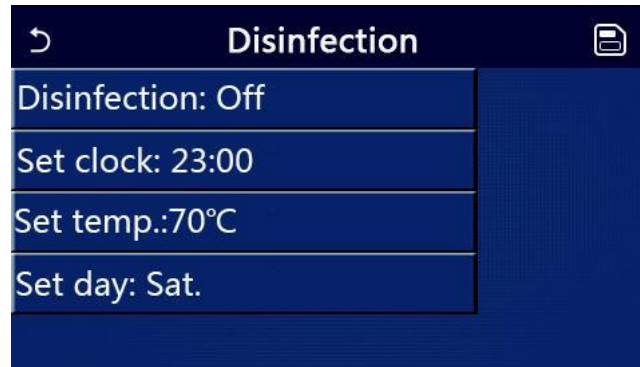 Disinfection
Disinfection: Off
Set clock: 23:00
Set temp.:70℃
Set day: Sat.